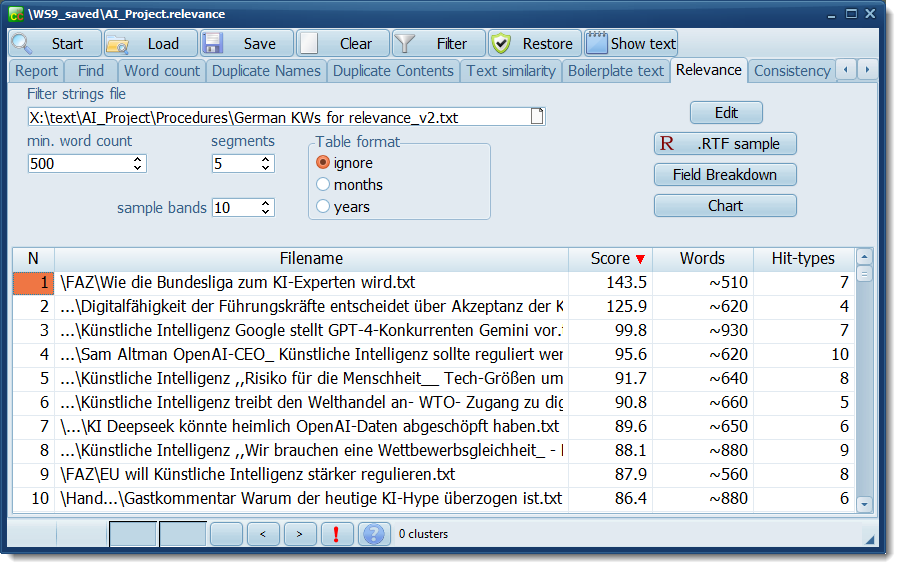 \WS9_saved\AI_Project.relevance
Start Load Save Clear Filter Restore Show text
Report Find Word count Duplicate Names Duplicate Contents Text similarity Boilerplate text Relevance Consistency
Filter strings file
X:\text\AI_Project\Procedures\German KWs for relevance_v2.txt
Edit
min. word count segments Table format
R .RTF sample
500 5 ignore
Field Breakdown
months
sample bands 10 years
Chart
N Filename Score Words Hit-types
1 \FAZ\Wie die Bundesliga zum KI-Experten wird.txt 143.5 ~510 7
2 ...\Digitalfähigkeit der Führungskräfte entscheidet über Akzeptanz der K 125.9 ~620 4
3 ...\Künstliche Intelligenz Google stellt GPT-4-Konkurrenten Gemini vor. 99.8 ~930 7
4 ...\Sam Altman OpenAI-CEO_ Künstliche Intelligenz sollte reguliert wer 95.6 ~620 10
5 ...\Künstliche Intelligenz ,,Risiko für die Menschheit__ Tech-Größen um 91.7 ~640 8
6 ...\Künstliche Intelligenz treibt den Welthandel an- WTO- Zugang zu dig 90.8 ~660 5
7 \...\KI Deepseek könnte heimlich OpenAI-Daten abgeschöpft haben.txt 89.6 ~650 6
8 ...\Künstliche Intelligenz ,,Wir brauchen eine Wettbewerbsgleichheit_ - 88.1 ~880 9
9 \FAZ\EU will Künstliche Intelligenz stärker regulieren.txt 87.9 ~560 8
10 \Hand...\Gastkommentar Warum der heutige KI-Hype überzogen ist.txt 86.4 ~880 6
< > ! ? 0 clusters